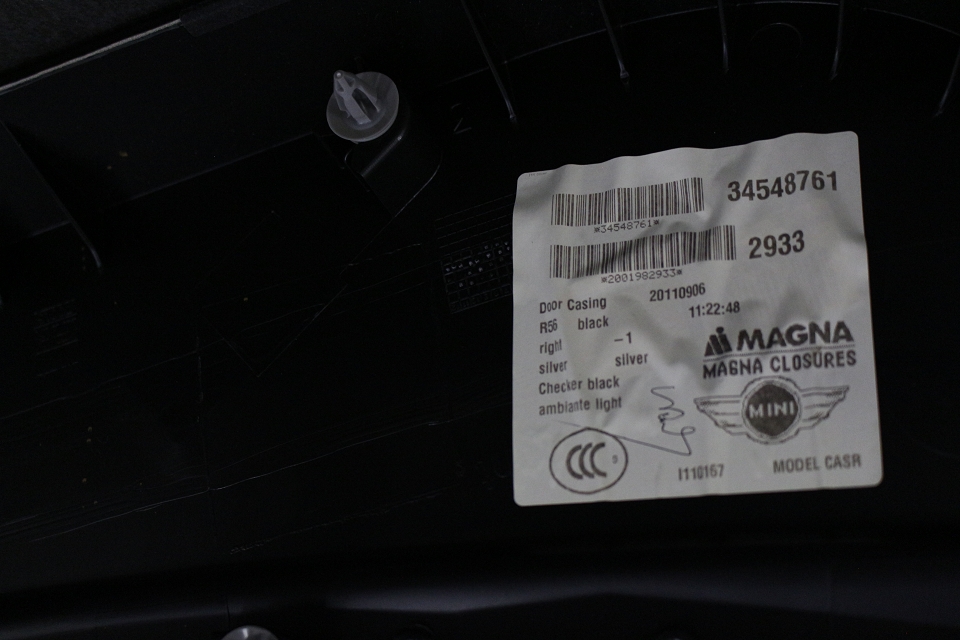 34548761
*34548761*
2933
*2001982933*
Door Casing 20110906
R56 black 11:22:48
right -1
silver silver
Checker black
ambiante light
MAGNA
MAGNA CLOSURES
MINI
CCC S
I110167 MODEL CASR